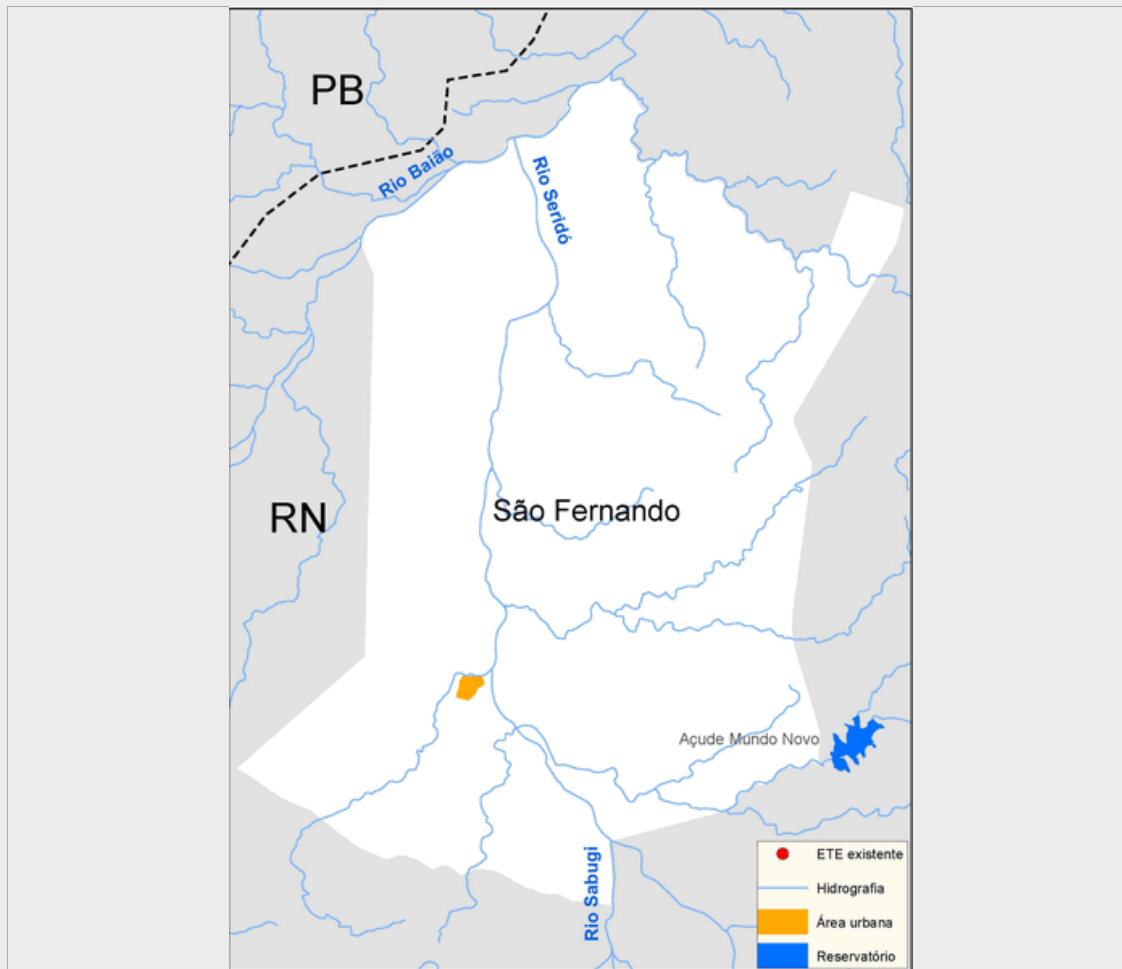 PB
Rio Baião
Rio Seridó
São Fernando
RN
Açude Mundo Novo
Rio Sabugi
ETE existente
Hidrografia
Área urbana
Reservatório